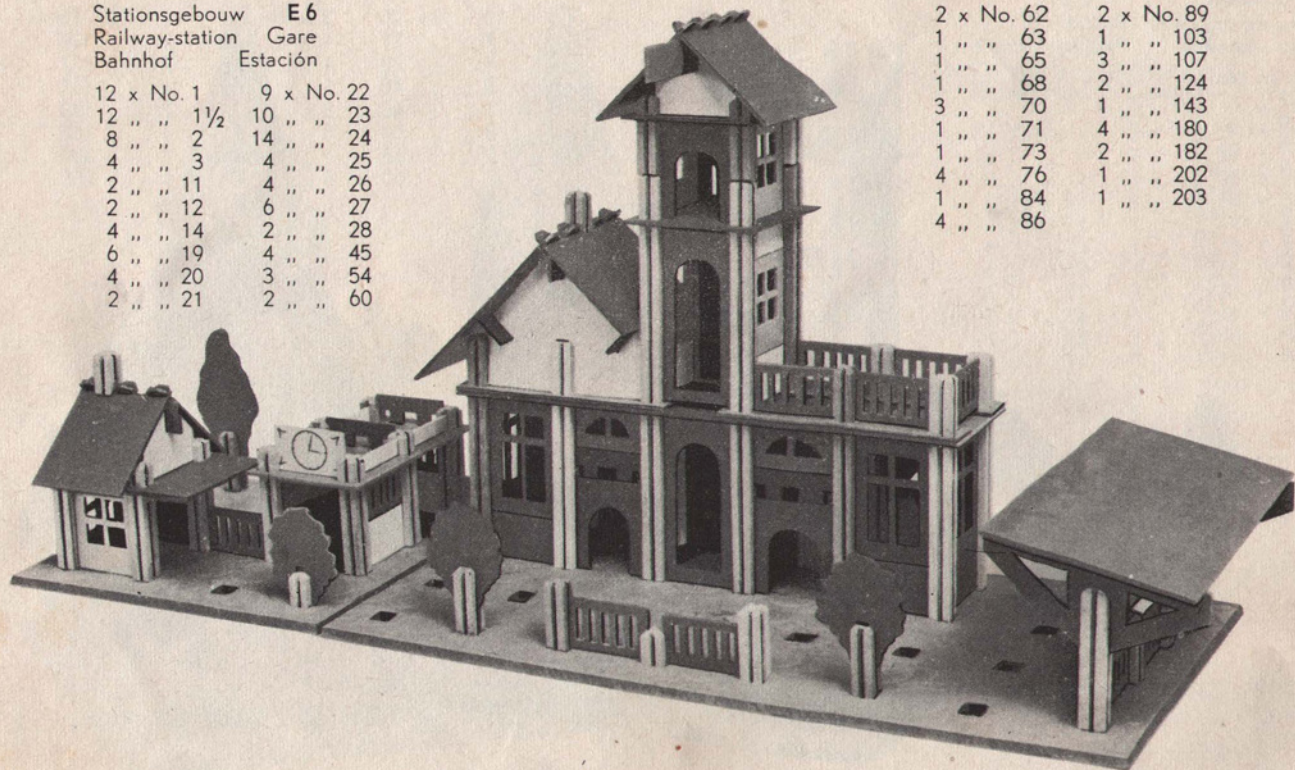 Stationsgebouw E 6
Railway-station Gare
Bahnhof Estación
12 x No. 1 9 x No. 22
12 „ „ 1½ 10 „ „ 23
8 „ „ 2 14 „ „ 24
4 „ „ 3 4 „ „ 25
2 „ „ 11 4 „ „ 26
2 „ „ 12 6 „ „ 27
4 „ „ 14 2 „ „ 28
6 „ „ 19 4 „ „ 45
4 „ „ 20 3 „ „ 54
2 „ „ 21 2 „ „ 60
2 x No. 62 2 x No. 89
1 „ „ 63 1 „ „ 103
1 „ „ 65 3 „ „ 107
1 „ „ 68 2 „ „ 124
3 „ „ 70 1 „ „ 143
1 „ „ 71 4 „ „ 180
1 „ „ 73 2 „ „ 182
4 „ „ 76 1 „ „ 202
1 „ „ 84 1 „ „ 203
4 „ „ 86